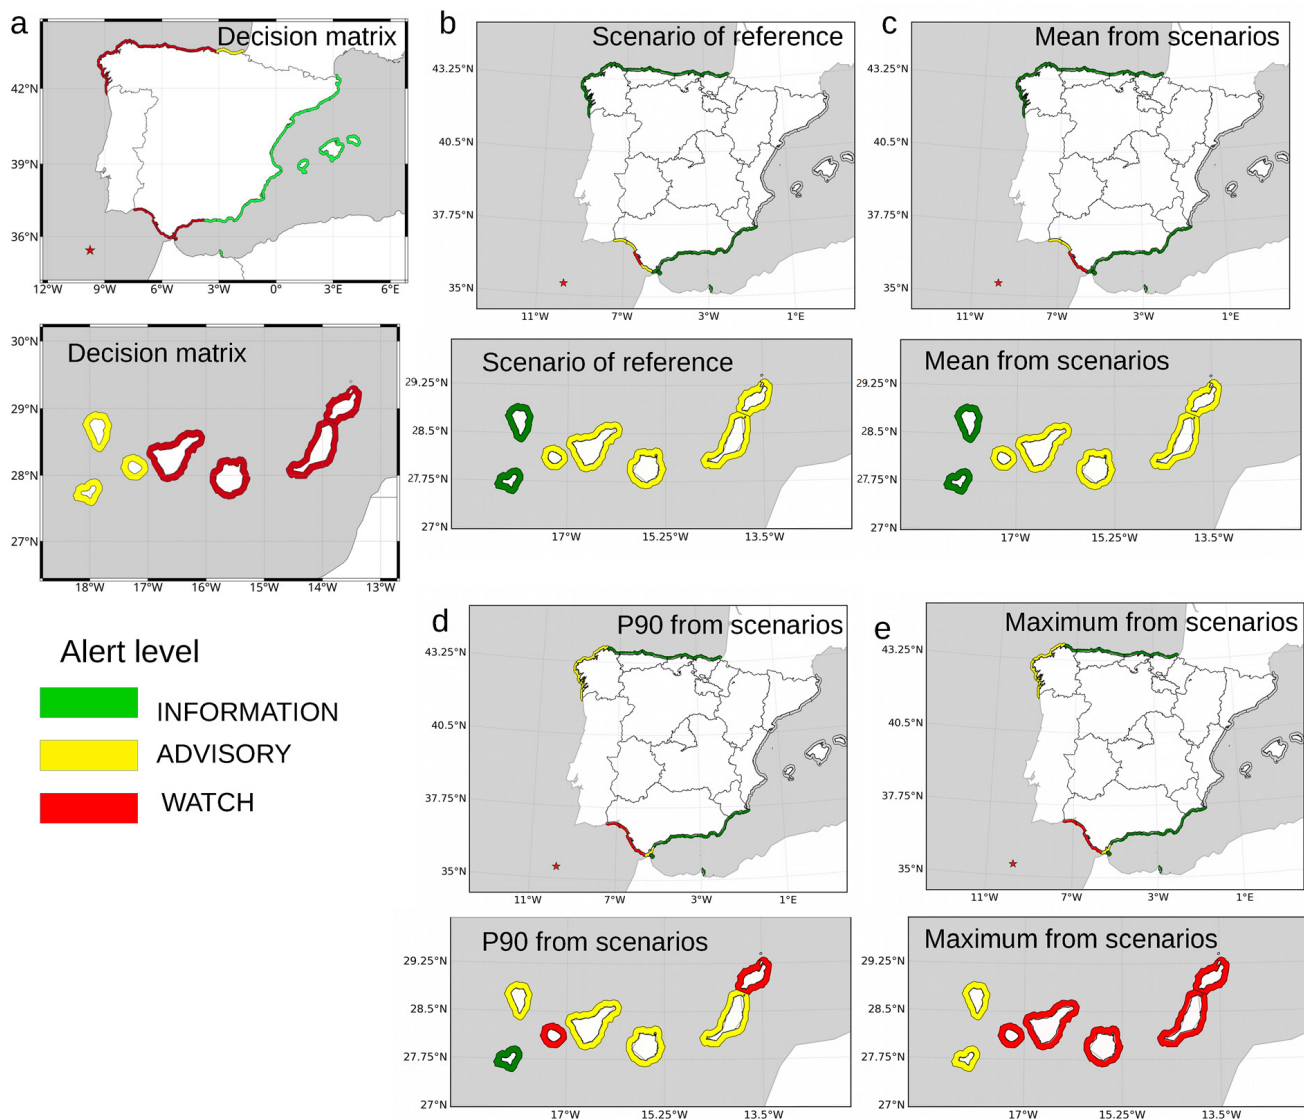 a
Decision matrix
42°N
39°N
36°N
12°W 9°W 6°W 3°W 0° 3°E 6°E
b
Scenario of reference
43.25°N
40.5°N
37.75°N
35°N
11°W 7°W 3°W 1°E
c
Mean from scenarios
43.25°N
40.5°N
37.75°N
35°N
11°W 7°W 3°W 1°E
Decision matrix
30°N
29°N
28°N
27°N
18°W 17°W 16°W 15°W 14°W 13°W
Scenario of reference
29.25°N
28.5°N
27.75°N
27°N
17°W 15.25°W 13.5°W
Mean from scenarios
29.25°N
28.5°N
27.75°N
27°N
17°W 15.25°W 13.5°W
Alert level
INFORMATION
ADVISORY
WATCH
d
P90 from scenarios
43.25°N
40.5°N
37.75°N
35°N
11°W 7°W 3°W 1°E
e
Maximum from scenarios
43.25°N
40.5°N
37.75°N
35°N
11°W 7°W 3°W 1°E
P90 from scenarios
29.25°N
28.5°N
27.75°N
27°N
17°W 15.25°W 13.5°W
Maximum from scenarios
29.25°N
28.5°N
27.75°N
27°N
17°W 15.25°W 13.5°W